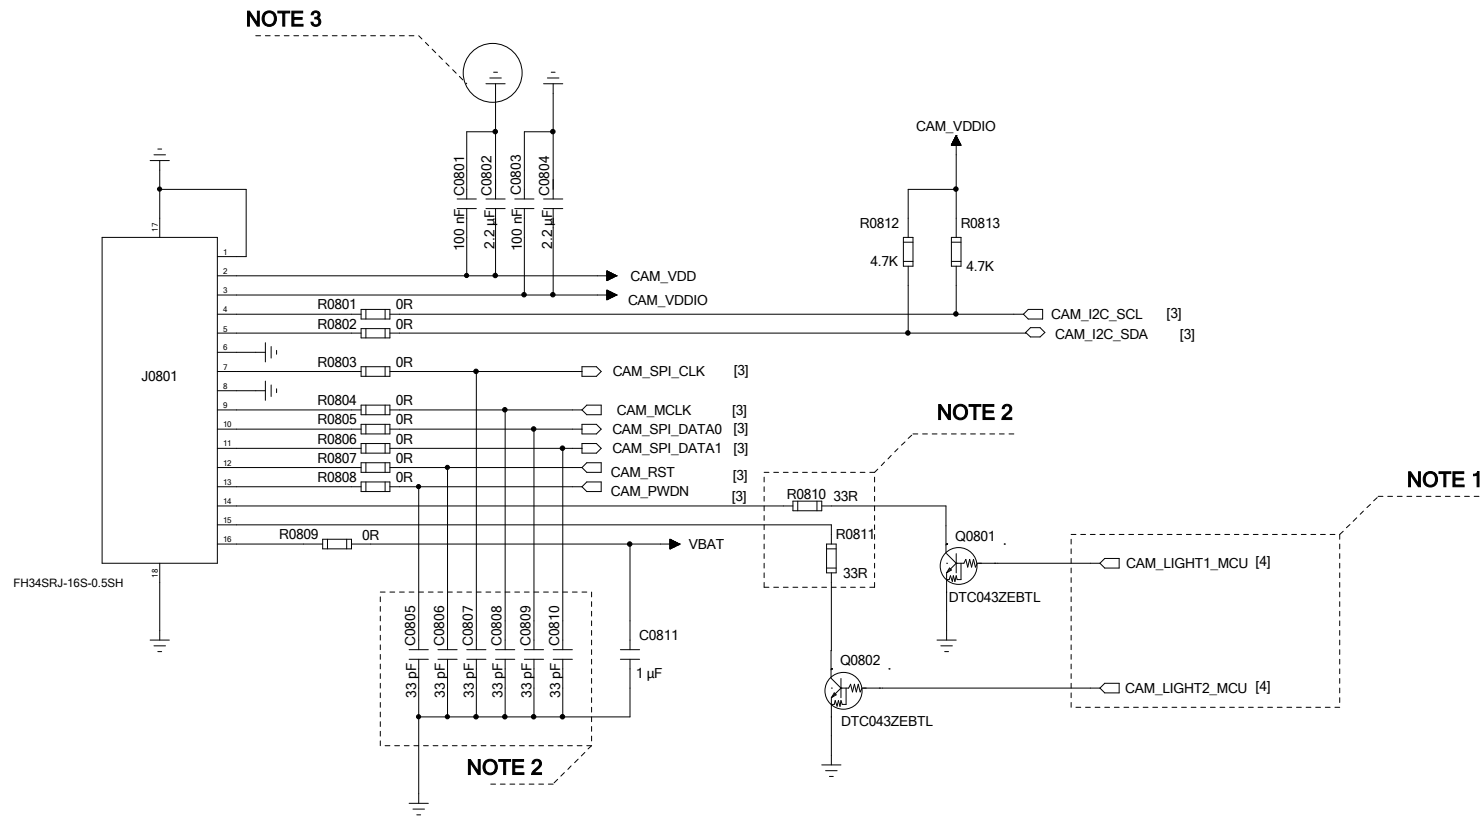 NOTE 3
C0801
100 nF
C0802
2.2 µF
C0803
100 nF
C0804
2.2 µF
CAM_VDDIO
R0812
4.7K
R0813
4.7K
17
J0801
FH34SRJ-16S-0.5SH
18
1
2
CAM_VDD
3
CAM_VDDIO
4
R0801 0R
CAM_I2C_SCL [3]
5
R0802 0R
CAM_I2C_SDA [3]
6
7
R0803 0R
CAM_SPI_CLK [3]
8
9
R0804 0R
CAM_MCLK [3]
10
R0805 0R
CAM_SPI_DATA0 [3]
11
R0806 0R
CAM_SPI_DATA1 [3]
12
R0807 0R
CAM_RST [3]
13
R0808 0R
CAM_PWDN [3]
14
R0810 33R
15
R0811
33R
16
R0809 0R
VBAT
NOTE 2
NOTE 1
Q0801
DTC043ZEBTL
CAM_LIGHT1_MCU [4]
Q0802
DTC043ZEBTL
CAM_LIGHT2_MCU [4]
C0805
33 pF
C0806
33 pF
C0807
33 pF
C0808
33 pF
C0809
33 pF
C0810
33 pF
C0811
1 µF
NOTE 2